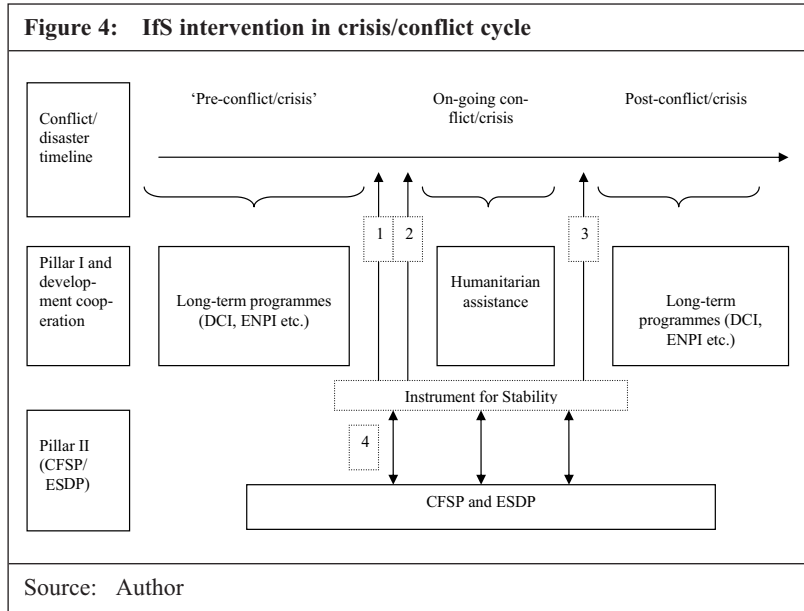 Figure 4: IfS intervention in crisis/conflict cycle
Conflict/
disaster
timeline
‘Pre-conflict/crisis’
On-going con-
flict/crisis
Post-conflict/crisis
1
2
3
Pillar I and
develop-
ment coop-
eration
Long-term programmes
(DCI, ENPI etc.)
Humanitarian
assistance
Long-term
programmes (DCI,
ENPI etc.)
Instrument for Stability
4
Pillar II
(CFSP/
ESDP)
CFSP and ESDP
Source: Author